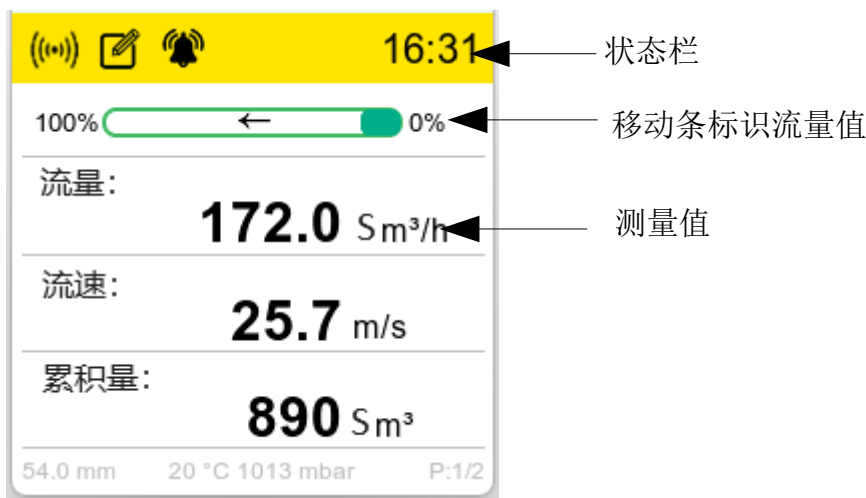 16:31
状态栏
100% ← 0%
移动条标识流量值
流量：
172.0 Sm³/h
测量值
流速：
25.7 m/s
累积量：
890 Sm³
54.0 mm 20 °C 1013 mbar P:1/2